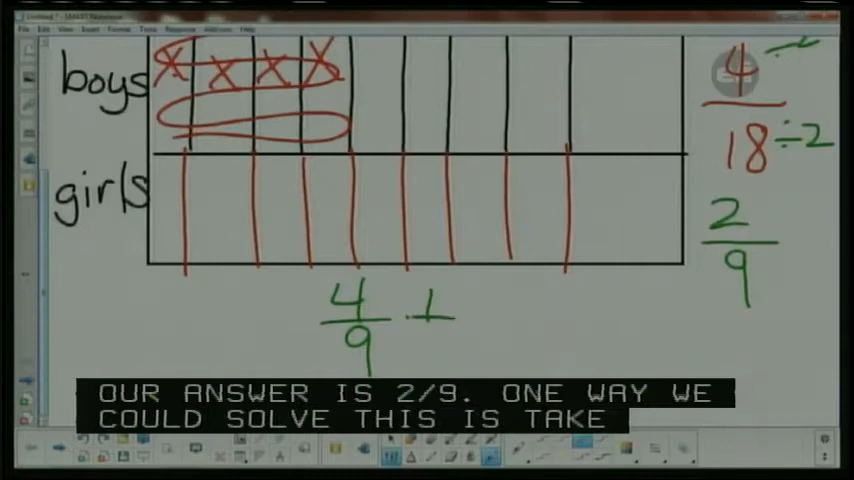 boys
X X X X
girls
4
18 ÷2
2
9
4
9
OUR ANSWER IS 2/9. ONE WAY WE
COULD SOLVE THIS IS TAKE